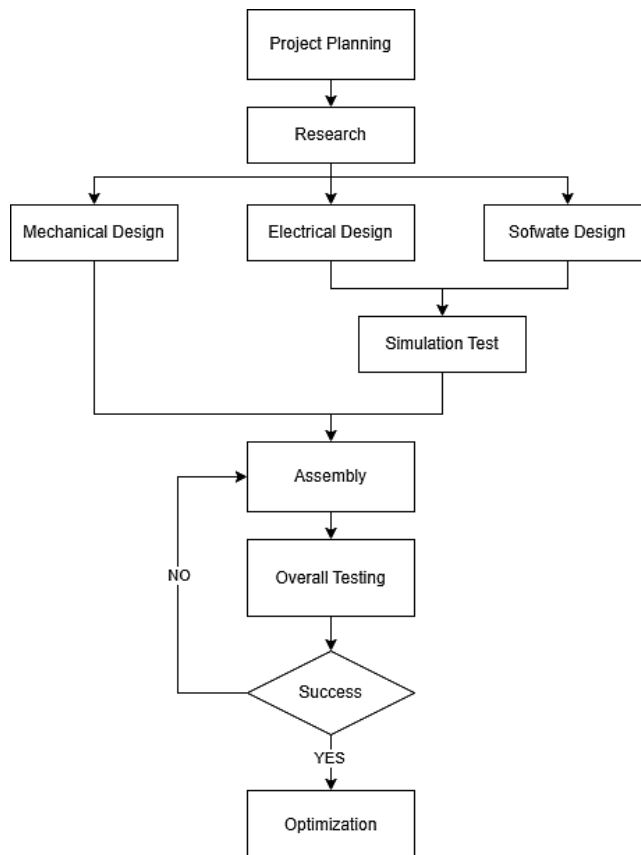 Project Planning
Research
Mechanical Design
Electrical Design
Sofwate Design
Simulation Test
Assembly
NO
Overall Testing
Success
YES
Optimization